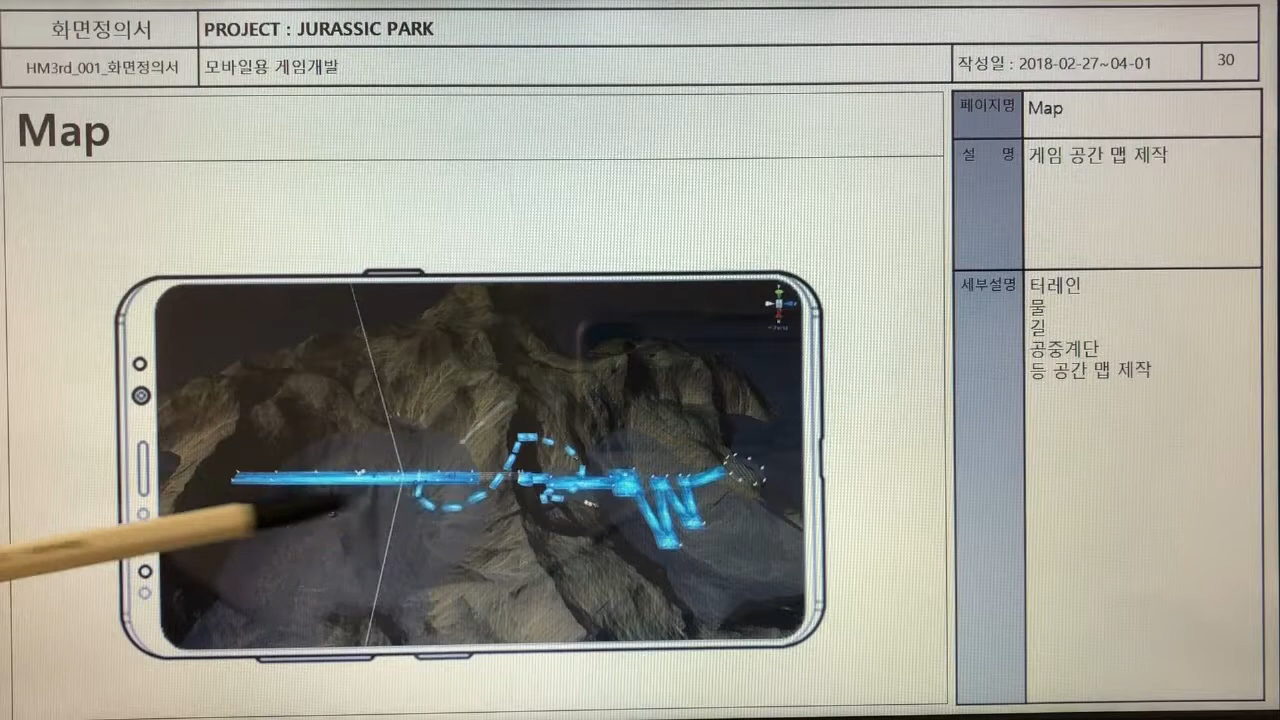 화면정의서
PROJECT : JURASSIC PARK
HM3rd_001_화면정의서
모바일용 게임개발
작성일 : 2018-02-27~04-01
30
Map
페이지명
Map
설 명
게임 공간 맵 제작
세부설명
터레인
물
길
공중계단
등 공간 맵 제작